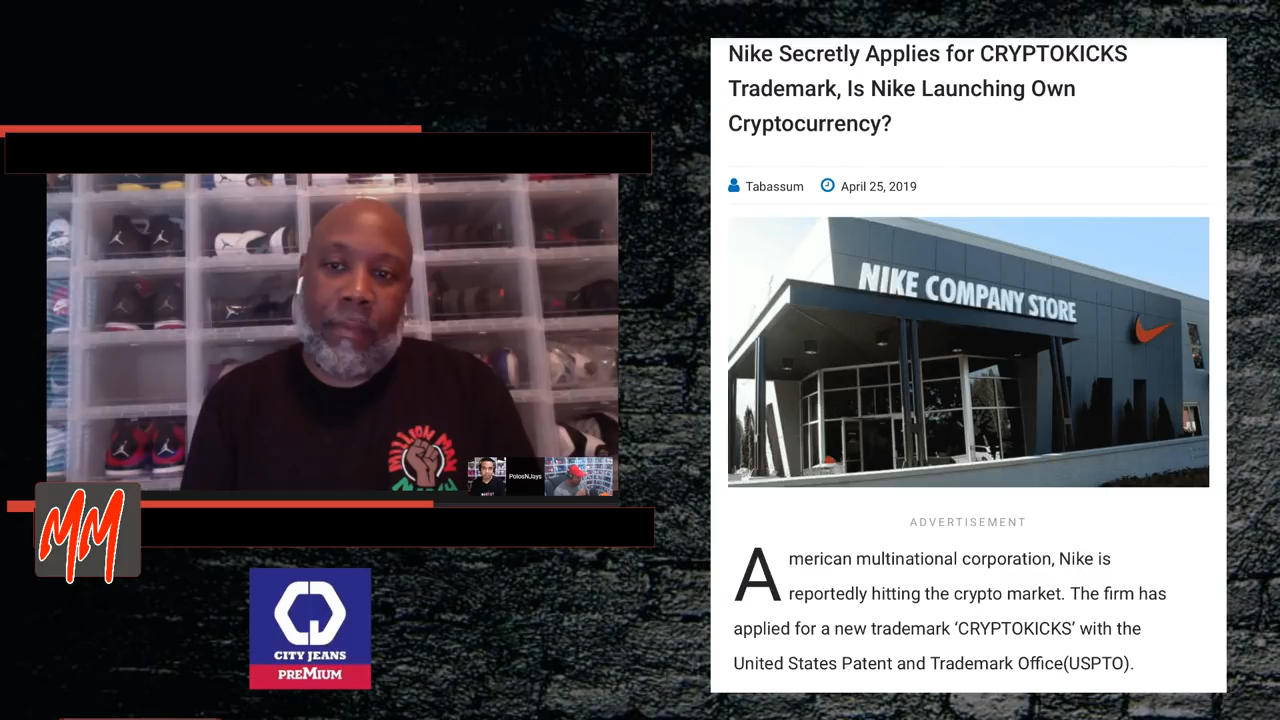 Nike Secretly Applies for CRYPTOKICKS
Trademark, Is Nike Launching Own
Cryptocurrency?
Tabassum April 25, 2019
NIKE COMPANY STORE
ADVERTISEMENT
American multinational corporation, Nike is
reportedly hitting the crypto market. The firm has
applied for a new trademark ‘CRYPTOKICKS’ with the
United States Patent and Trademark Office(USPTO).
MILLION MAN
PolosNJays
MM
CITY JEANS
PREMIUM